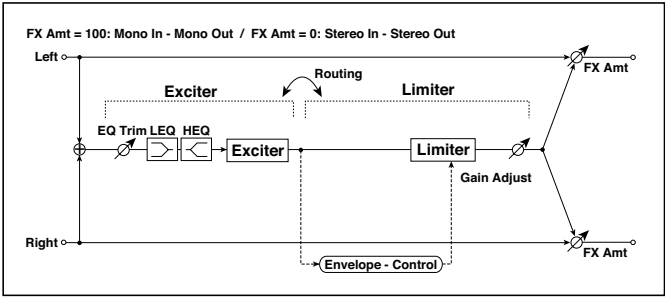 FX Amt = 100: Mono In - Mono Out / FX Amt = 0: Stereo In - Stereo Out
Left
FX Amt
Routing
Exciter
Limiter
EQ Trim LEQ HEQ
Exciter
Limiter
Gain Adjust
Right
FX Amt
Envelope - Control